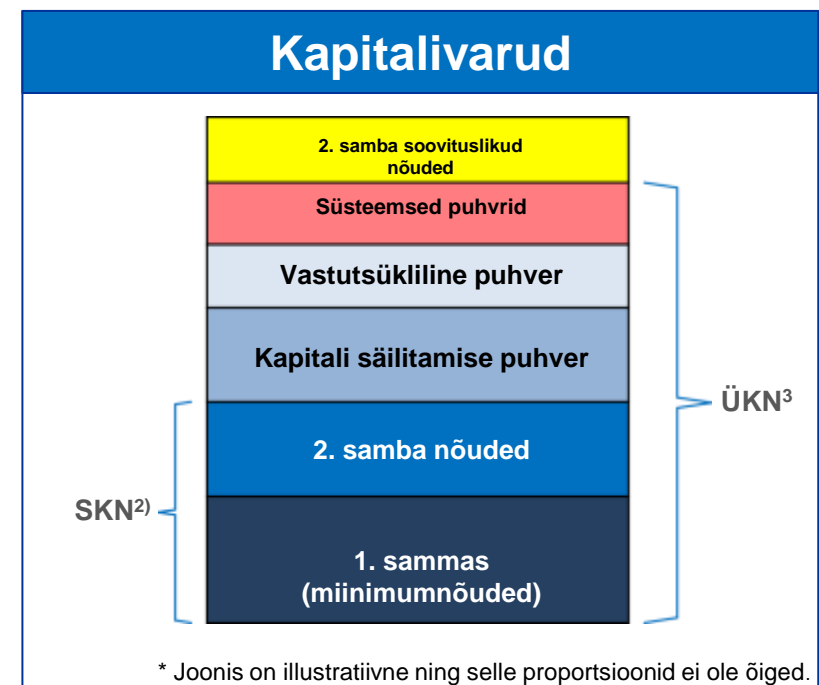 Kapitalivarud
2. samba soovituslikud
nõuded
Süsteemsed puhvrid
Vastutsükliline puhver
Kapitali säilitamise puhver
ÜKN³
2. samba nõuded
SKN²⁾
1. sammas
(miinimumnõuded)
* Joonis on illustratiivne ning selle proportsioonid ei ole õiged.